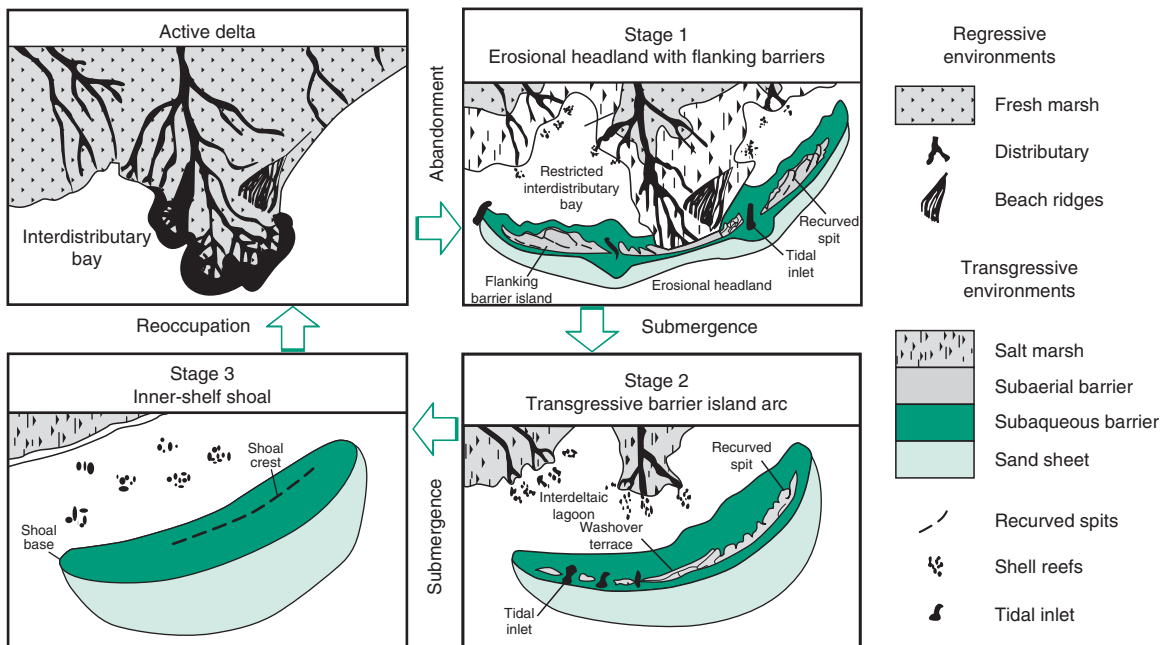 Active delta
Interdistributary
bay
Abandonment
Stage 1
Erosional headland with flanking barriers
Restricted
interdistributary
bay
Recurved
spit
Tidal
inlet
Flanking
barrier island
Erosional headland
Regressive
environments
Fresh marsh
Distributary
Beach ridges
Transgressive
environments
Salt marsh
Subaerial barrier
Subaqueous barrier
Sand sheet
Recurved spits
Shell reefs
Tidal inlet
Reoccupation
Submergence
Stage 3
Inner-shelf shoal
Shoal
crest
Shoal
base
Submergence
Stage 2
Transgressive barrier island arc
Recurved
spit
Interdeltaic
lagoon
Washover
terrace
Tidal
inlet